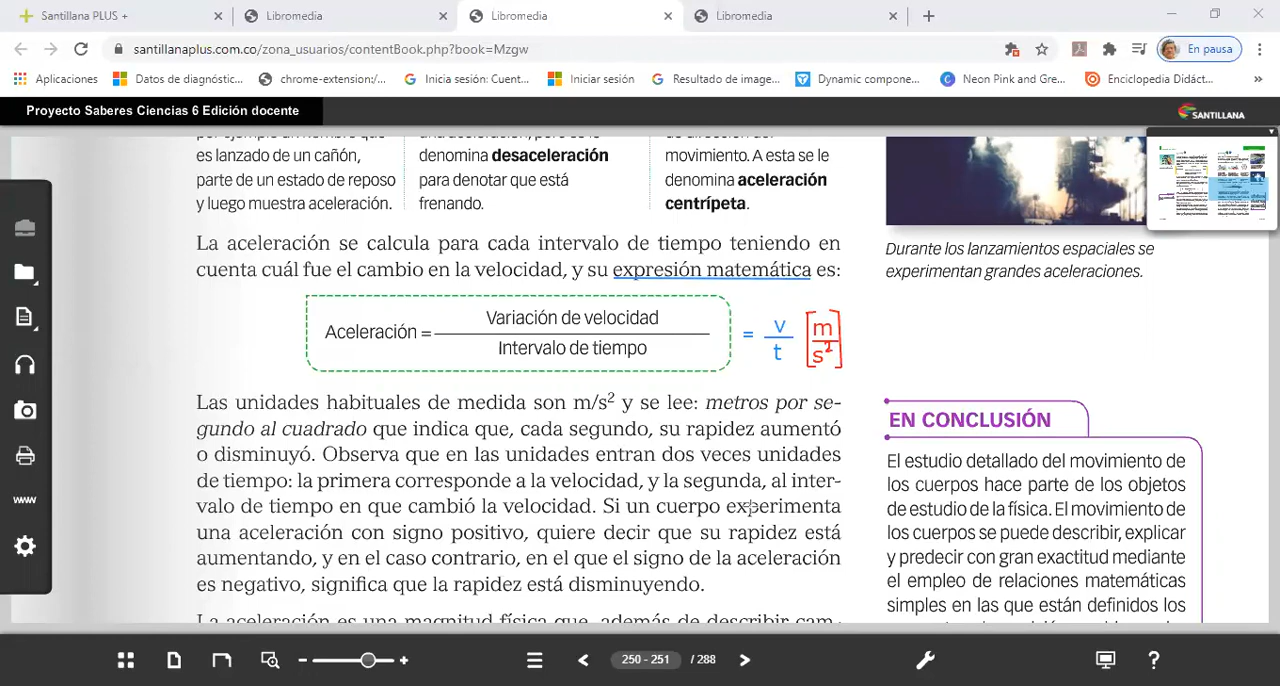 Santillana PLUS +
Libromedia
Libromedia
Libromedia
santillanaplus.com.co/zona_usuarios/contentBook.php?book=Mzgw
En pausa
Aplicaciones
Datos de diagnóstic...
chrome-extension:/...
Inicia sesión: Cuent...
Iniciar sesión
Resultado de image...
Dynamic compone...
Neon Pink and Gre...
Enciclopedia Didáct...
»
Proyecto Saberes Ciencias 6 Edición docente
SANTILLANA
es lanzado de un cañón,
parte de un estado de reposo
y luego muestra aceleración.
denomina desaceleración
para denotar que está
frenando.
movimiento. A esta se le
denomina aceleración
centrípeta.
La aceleración se calcula para cada intervalo de tiempo teniendo en
cuenta cuál fue el cambio en la velocidad, y su expresión matemática es:
Aceleración = Variación de velocidad
Intervalo de tiempo
= v/t [m/s²]
Durante los lanzamientos espaciales se
experimentan grandes aceleraciones.
Las unidades habituales de medida son m/s² y se lee: metros por se-
gundo al cuadrado que indica que, cada segundo, su rapidez aumentó
o disminuyó. Observa que en las unidades entran dos veces unidades
de tiempo: la primera corresponde a la velocidad, y la segunda, al inter-
valo de tiempo en que cambió la velocidad. Si un cuerpo experimenta
una aceleración con signo positivo, quiere decir que su rapidez está
aumentando, y en el caso contrario, en el que el signo de la aceleración
es negativo, significa que la rapidez está disminuyendo.
La aceleración es una magnitud física que, además de describir cam-
EN CONCLUSIÓN
El estudio detallado del movimiento de
los cuerpos hace parte de los objetos
de estudio de la física. El movimiento de
los cuerpos se puede describir, explicar
y predecir con gran exactitud mediante
el empleo de relaciones matemáticas
simples en las que están definidos los
www
250 - 251 / 288